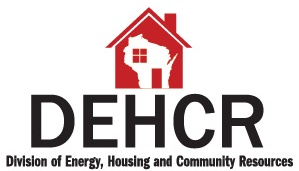 DEHCR
Division of Energy, Housing and Community Resources